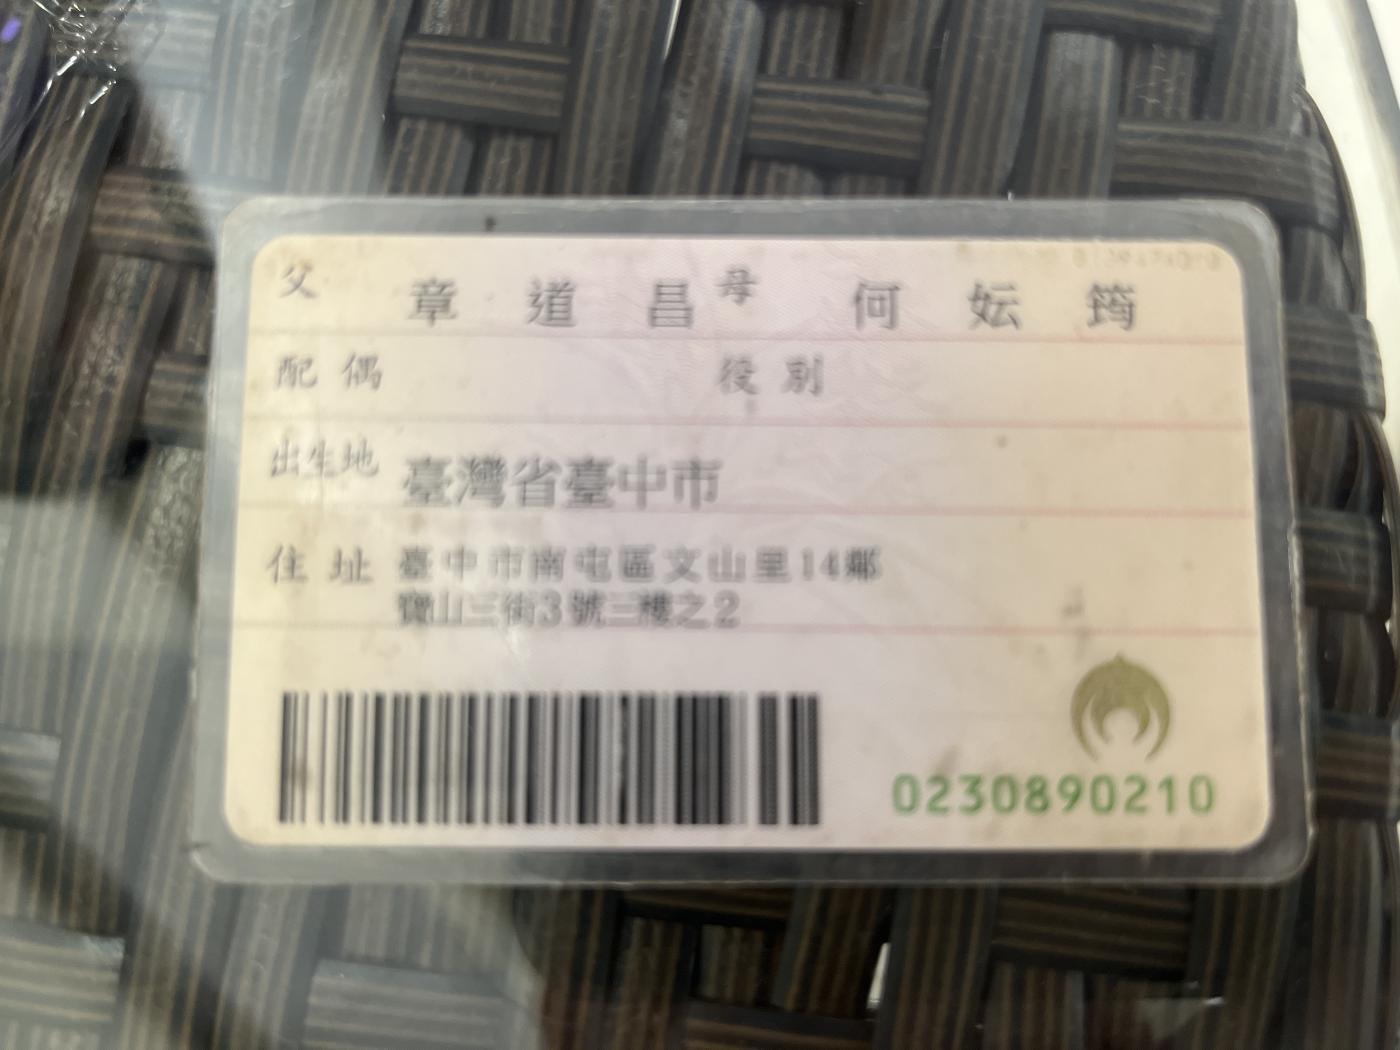 父 章道昌 母 何妘筠
配偶 役別
出生地 臺灣省臺中市
住址 臺中市南屯區文山里14鄰
寶山三街3號三樓之2
0230890210